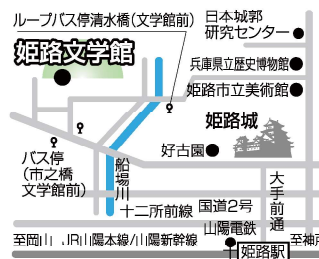 ループバス停清水橋(文学館前)
日本城郭
研究センター
姫路文学館
兵庫県立歴史博物館
姫路市立美術館
姫路城
好古園
バス停
(市之橋
文学館前)
船場川
大手前通
十二所前線
国道2号
山陽電鉄
至岡山
JR山陽本線/山陽新幹線
至神戸
姫路駅